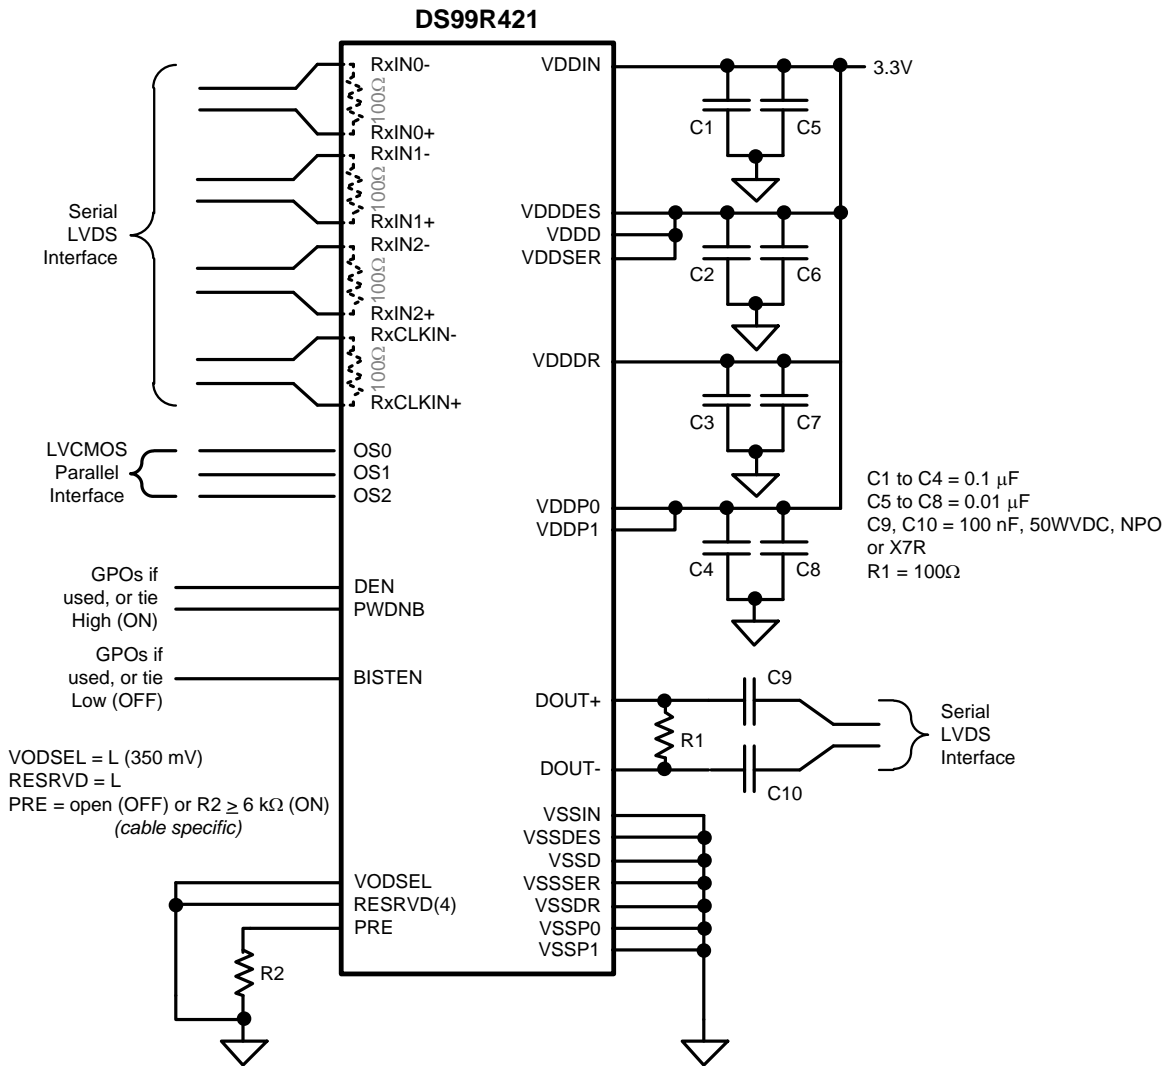 DS99R421
RxIN0-
100Ω
RxIN0+
RxIN1-
100Ω
RxIN1+
RxIN2-
100Ω
RxIN2+
RxCLKIN-
100Ω
RxCLKIN+
Serial
LVDS
Interface
LVCMOS
Parallel
Interface
OS0
OS1
OS2
GPOs if
used, or tie
High (ON)
DEN
PWDNB
GPOs if
used, or tie
Low (OFF)
BISTEN
VODSEL = L (350 mV)
RESRVD = L
PRE = open (OFF) or R2 ≥ 6 kΩ (ON)
(cable specific)
VODSEL
RESRVD(4)
PRE
R2
VDDIN
3.3V
C1
C5
VDDDES
VDDD
VDDSER
C2
C6
VDDDR
C3
C7
VDDP0
VDDP1
C4
C8
C1 to C4 = 0.1 μF
C5 to C8 = 0.01 μF
C9, C10 = 100 nF, 50WVDC, NPO
or X7R
R1 = 100Ω
DOUT+
C9
R1
DOUT-
C10
Serial
LVDS
Interface
VSSIN
VSSDES
VSSD
VSSSER
VSSDR
VSSP0
VSSP1